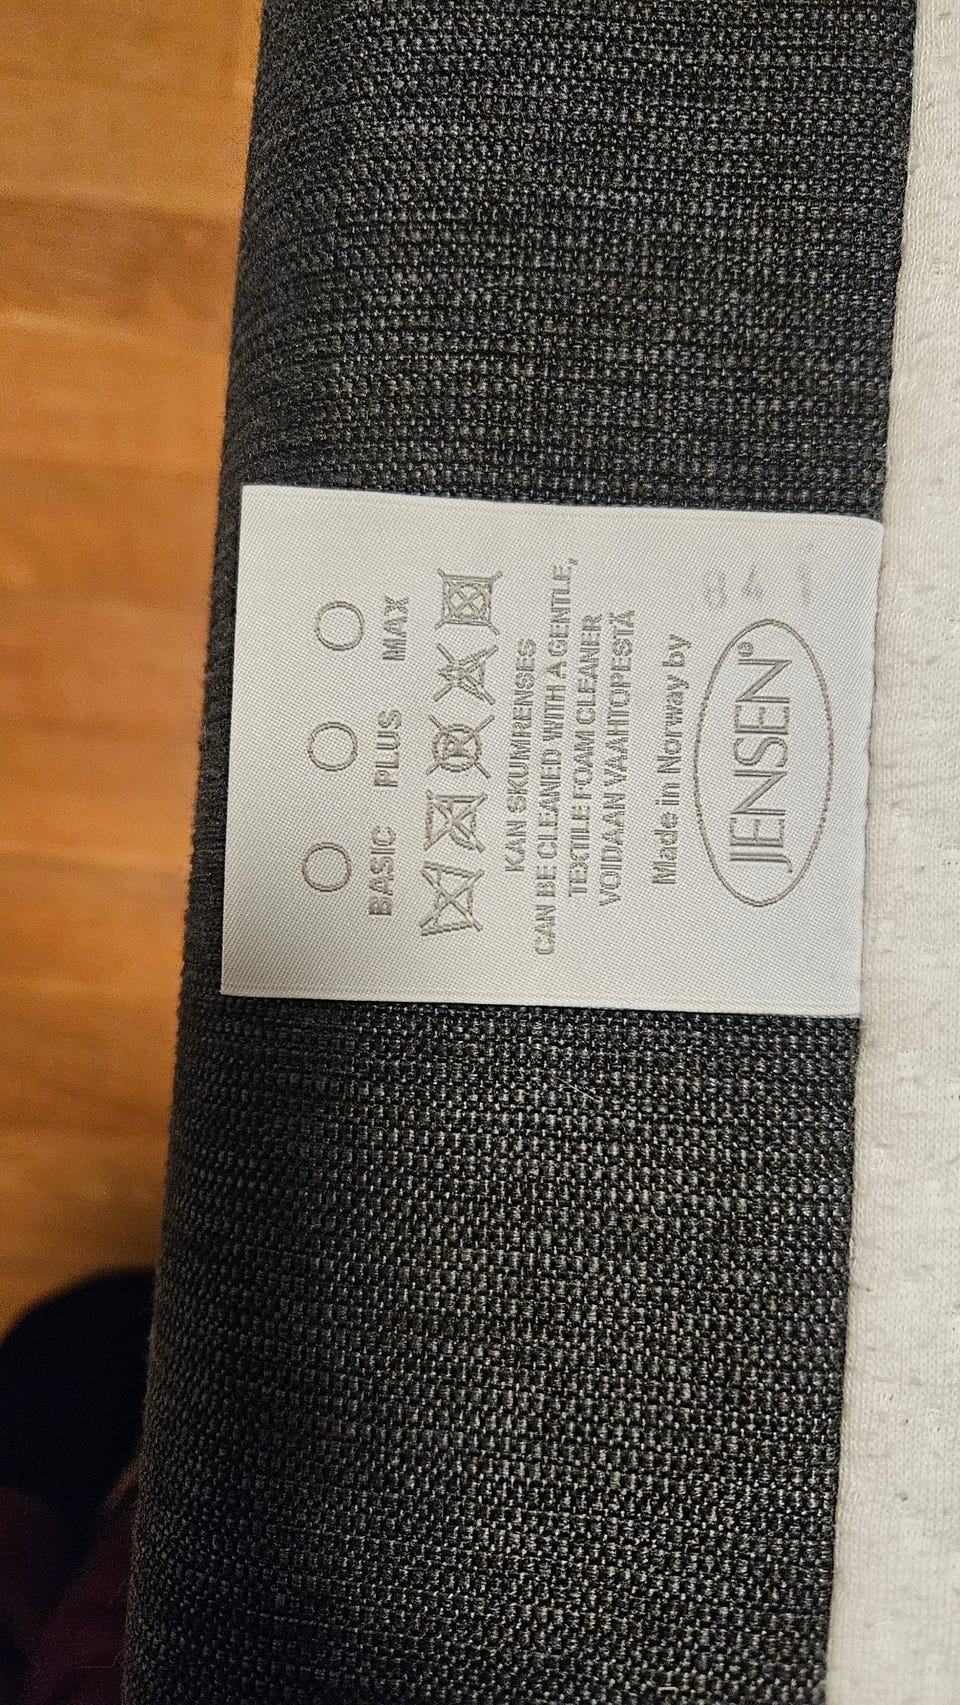 BASIC PLUS MAX
KAN SKUMRENSES
CAN BE CLEANED WITH A GENTLE,
TEXTILE FOAM CLEANER
VOIDAAN VAAHTOPESTÄ
Made in Norway by
JENSEN®